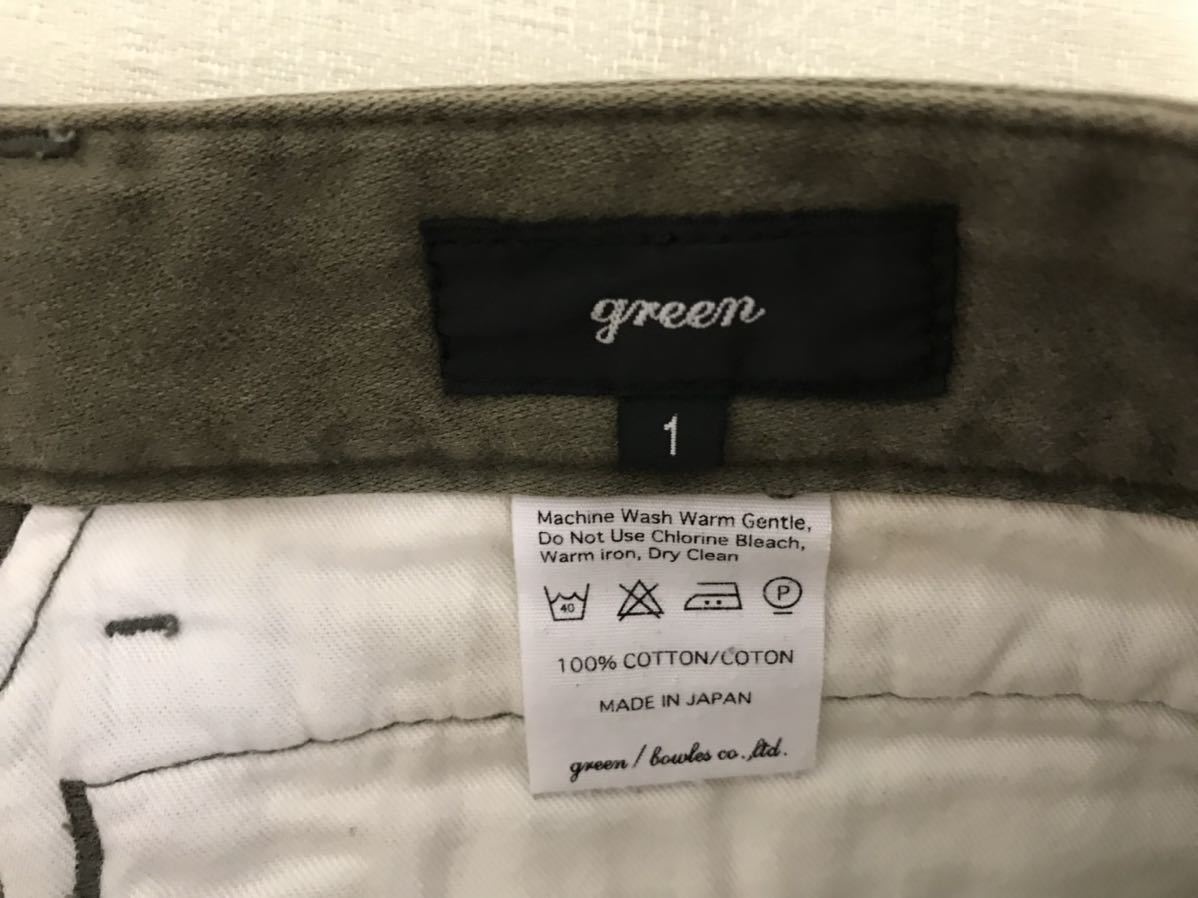 green
1
Machine Wash Warm Gentle,
Do Not Use Chlorine Bleach,
Warm iron, Dry Clean
40 P
100% COTTON/COTON
MADE IN JAPAN
green / bowles co.,ltd.